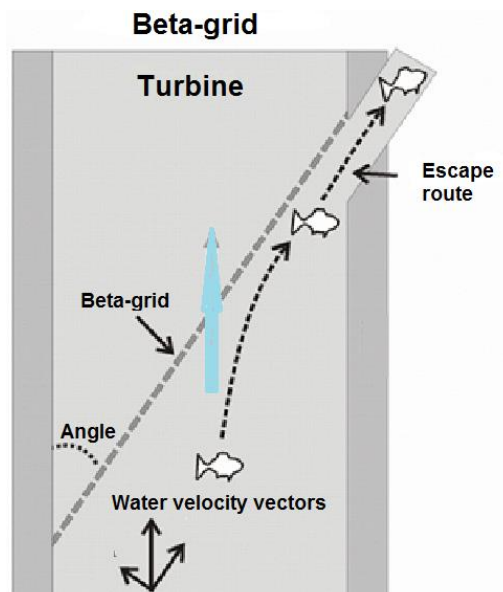 Beta-grid
Turbine
Escape
route
Beta-grid
Angle
Water velocity vectors